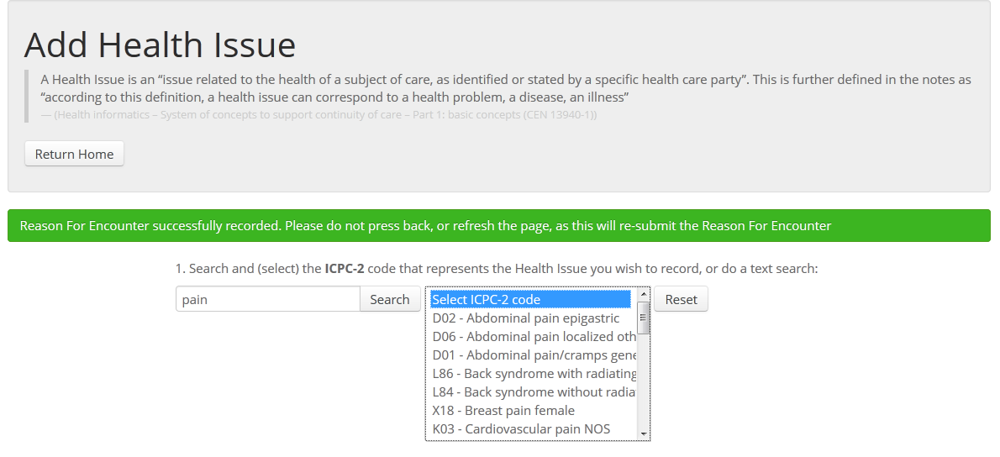 Add Health Issue
A Health Issue is an “issue related to the health of a subject of care, as identified or stated by a specific health care party”. This is further defined in the notes as
“according to this definition, a health issue can correspond to a health problem, a disease, an illness”
— (Health informatics – System of concepts to support continuity of care – Part 1: basic concepts (CEN 13940-1))
Return Home
Reason For Encounter successfully recorded. Please do not press back, or refresh the page, as this will re-submit the Reason For Encounter
1. Search and (select) the ICPC-2 code that represents the Health Issue you wish to record, or do a text search:
pain Search Select ICPC-2 code Reset
D02 - Abdominal pain epigastric
D06 - Abdominal pain localized oth
D01 - Abdominal pain/cramps gene
L86 - Back syndrome with radiating
L84 - Back syndrome without radia
X18 - Breast pain female
K03 - Cardiovascular pain NOS